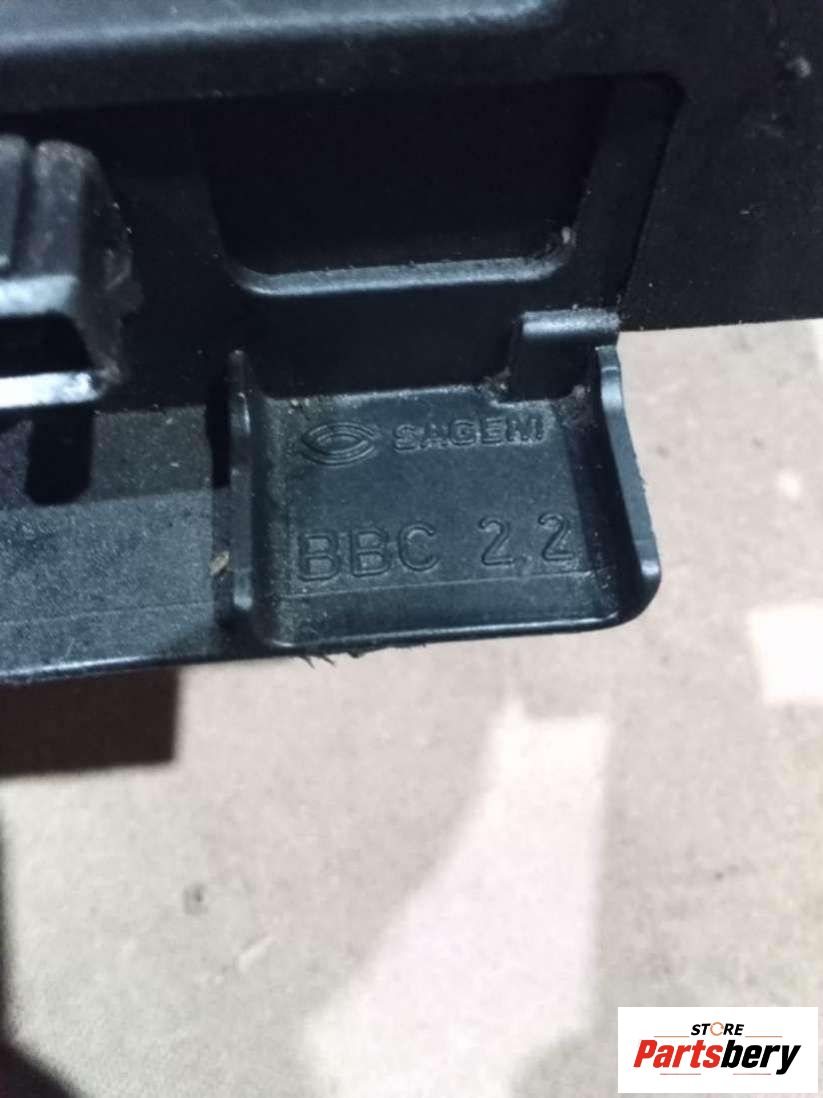 SAGEM
BBC 2,2
STORE
Partsbery